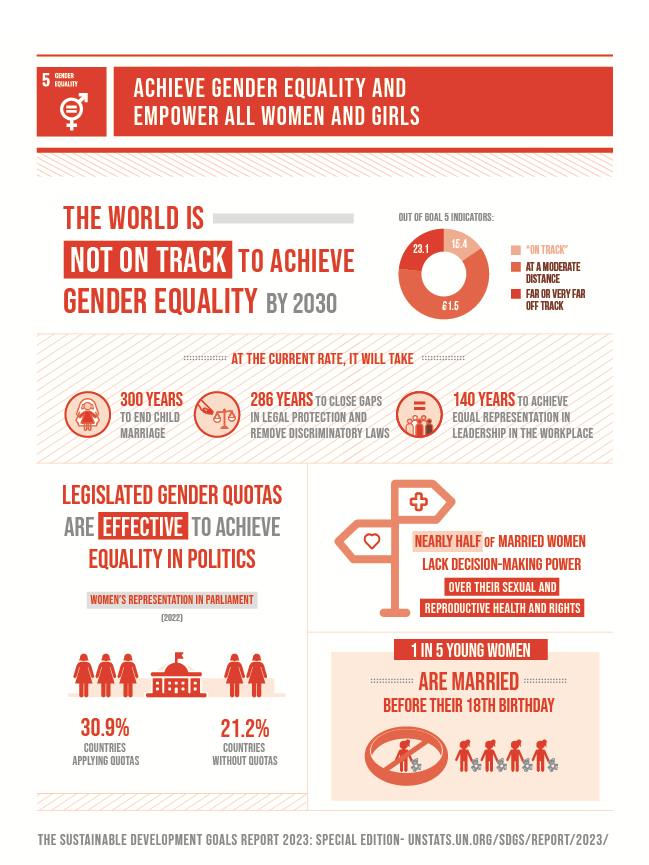 5 GENDER
EQUALITY
ACHIEVE GENDER EQUALITY AND
EMPOWER ALL WOMEN AND GIRLS
THE WORLD IS
NOT ON TRACK TO ACHIEVE
GENDER EQUALITY BY 2030
OUT OF GOAL 5 INDICATORS:
23.1
15.4
61.5
"ON TRACK"
AT A MODERATE
DISTANCE
FAR OR VERY FAR
OFF TRACK
AT THE CURRENT RATE, IT WILL TAKE
300 YEARS
TO END CHILD
MARRIAGE
286 YEARS TO CLOSE GAPS
IN LEGAL PROTECTION AND
REMOVE DISCRIMINATORY LAWS
140 YEARS TO ACHIEVE
EQUAL REPRESENTATION IN
LEADERSHIP IN THE WORKPLACE
LEGISLATED GENDER QUOTAS
ARE EFFECTIVE TO ACHIEVE
EQUALITY IN POLITICS
WOMEN'S REPRESENTATION IN PARLIAMENT
(2022)
30.9%
COUNTRIES
APPLYING QUOTAS
21.2%
COUNTRIES
WITHOUT QUOTAS
NEARLY HALF OF MARRIED WOMEN
LACK DECISION-MAKING POWER
OVER THEIR SEXUAL AND
REPRODUCTIVE HEALTH AND RIGHTS
1 IN 5 YOUNG WOMEN
ARE MARRIED
BEFORE THEIR 18TH BIRTHDAY
THE SUSTAINABLE DEVELOPMENT GOALS REPORT 2023: SPECIAL EDITION- UNSTATS.UN.ORG/SDGS/REPORT/2023/